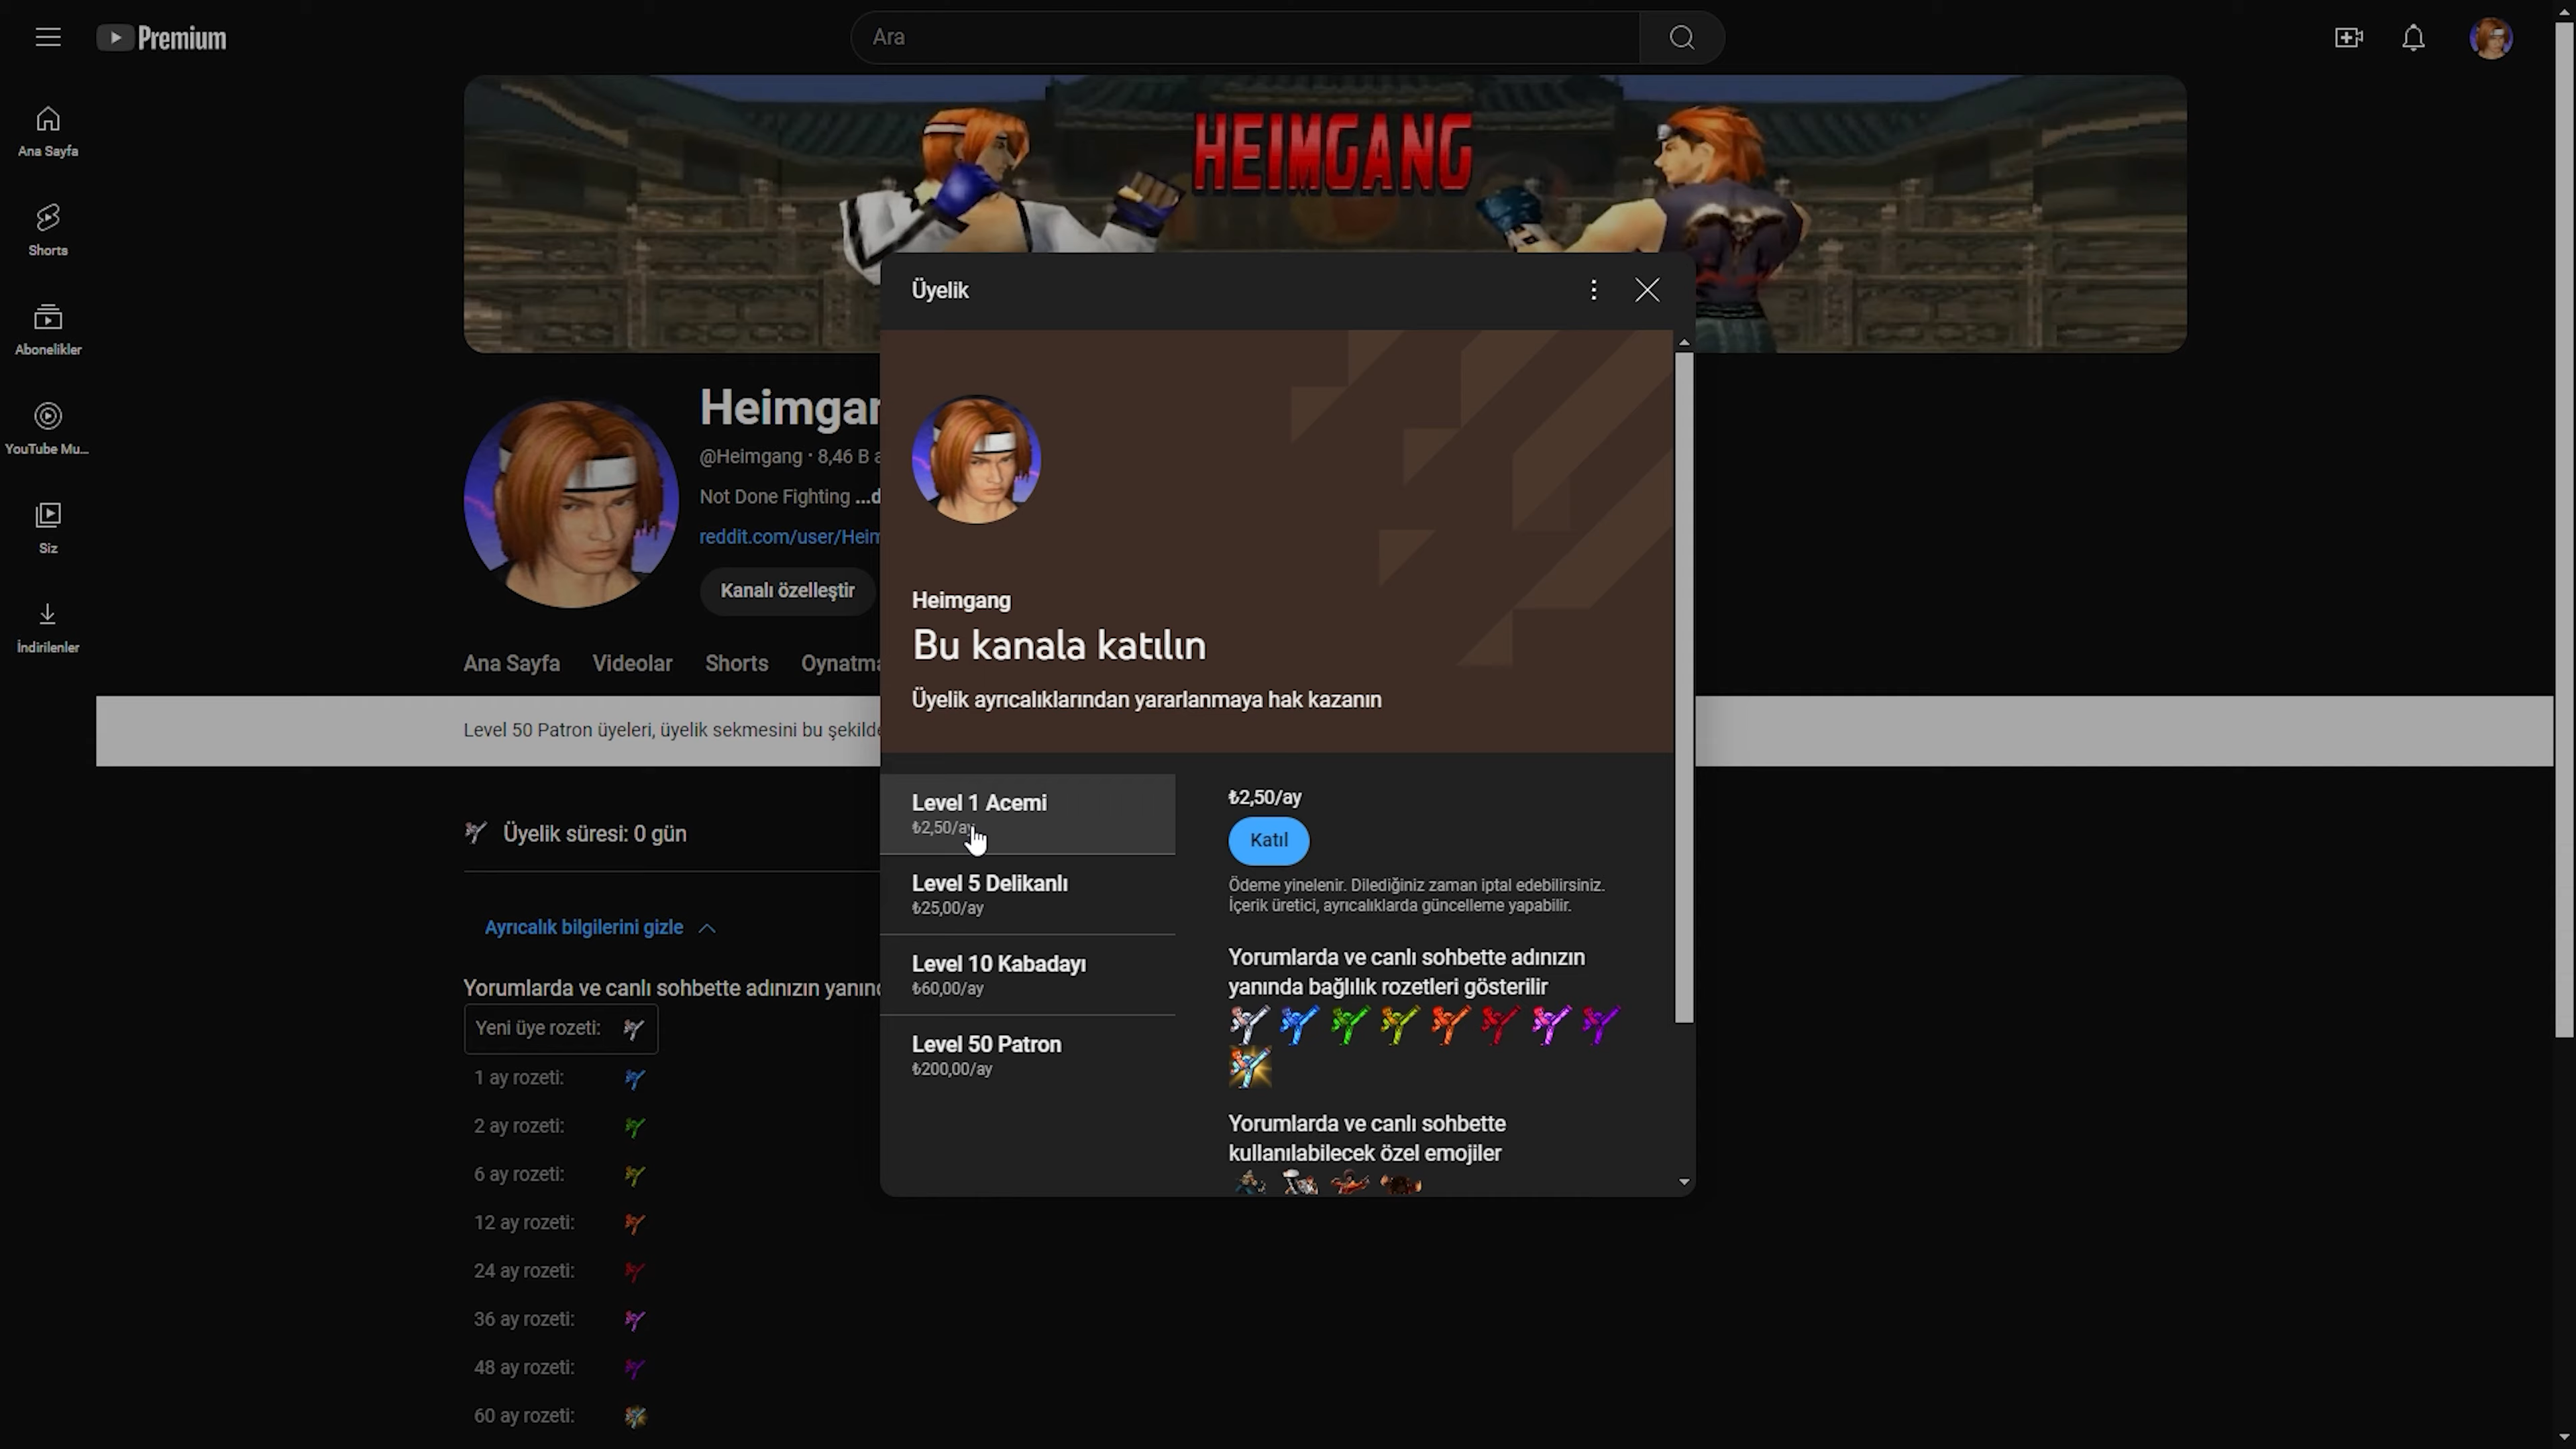 Premium
Ara
Ana Sayfa
Shorts
Abonelikler
YouTube Mu...
Siz
İndirilenler
HEIMGANG
Heimgan
@Heimgang · 8,46 B a
Not Done Fighting ...d
reddit.com/user/Heim
Kanalı özelleştir
Ana Sayfa Videolar Shorts Oynatma
Level 50 Patron üyeleri, üyelik sekmesini bu şekilde
Üyelik süresi: 0 gün
Ayrıcalık bilgilerini gizle
Yorumlarda ve canlı sohbette adınızın yanınd
Yeni üye rozeti:
1 ay rozeti:
2 ay rozeti:
6 ay rozeti:
12 ay rozeti:
24 ay rozeti:
36 ay rozeti:
48 ay rozeti:
60 ay rozeti:
Üyelik
Heimgang
Bu kanala katılın
Üyelik ayrıcalıklarından yararlanmaya hak kazanın
Level 1 Acemi
₺2,50/ay
Level 5 Delikanlı
₺25,00/ay
Level 10 Kabadayı
₺60,00/ay
Level 50 Patron
₺200,00/ay
₺2,50/ay
Katıl
Ödeme yinelenir. Dilediğiniz zaman iptal edebilirsiniz.
İçerik üretici, ayrıcalıklarda güncelleme yapabilir.
Yorumlarda ve canlı sohbette adınızın
yanında bağlılık rozetleri gösterilir
Yorumlarda ve canlı sohbette
kullanılabilecek özel emojiler